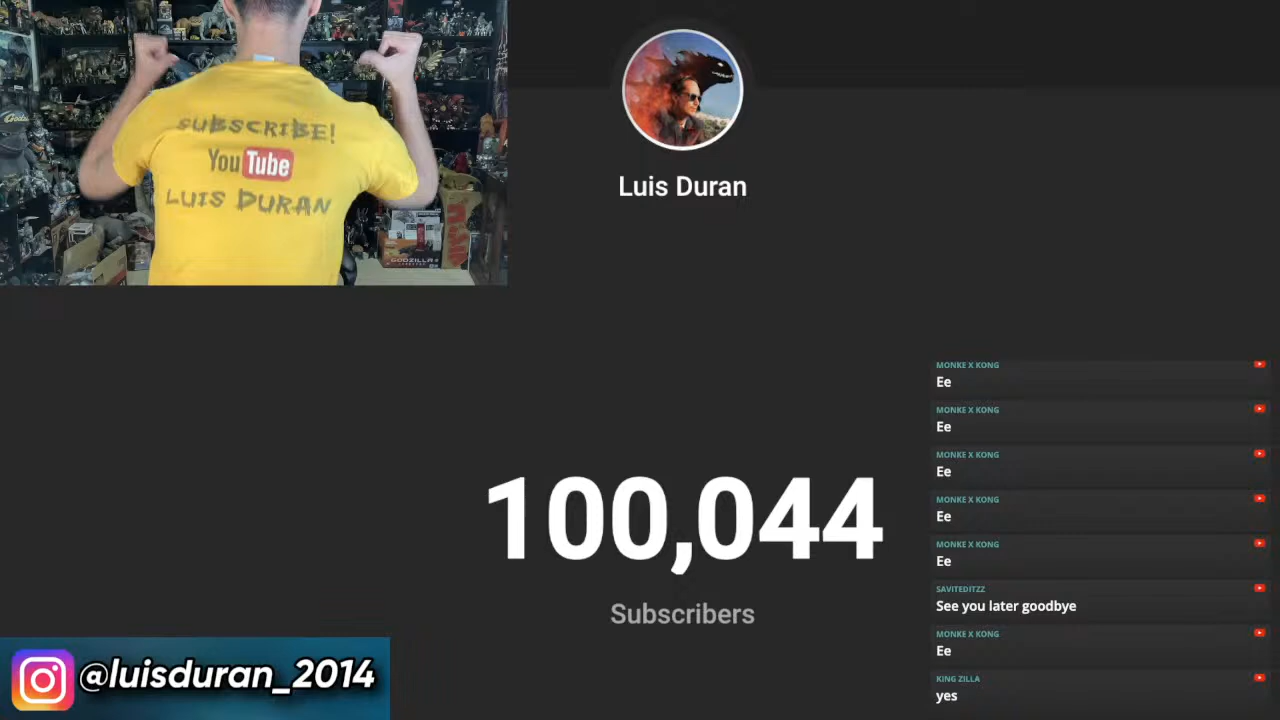 SUBSCRIBE!
YouTube
LUIS DURAN
GODZILLA
Luis Duran
100,044
Subscribers
MONKE X KONG
Ee
MONKE X KONG
Ee
MONKE X KONG
Ee
MONKE X KONG
Ee
MONKE X KONG
Ee
SAVITEDITZZ
See you later goodbye
MONKE X KONG
Ee
KING ZILLA
yes
@luisduran_2014